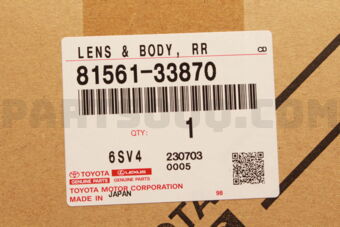 LENS & BODY, RR
81561-33870
QTY: 1
6SV4 230703
0005
TOYOTA LEXUS
GENUINE PARTS GENUINE PARTS
TOYOTA MOTOR CORPORATION
MADE IN JAPAN 98